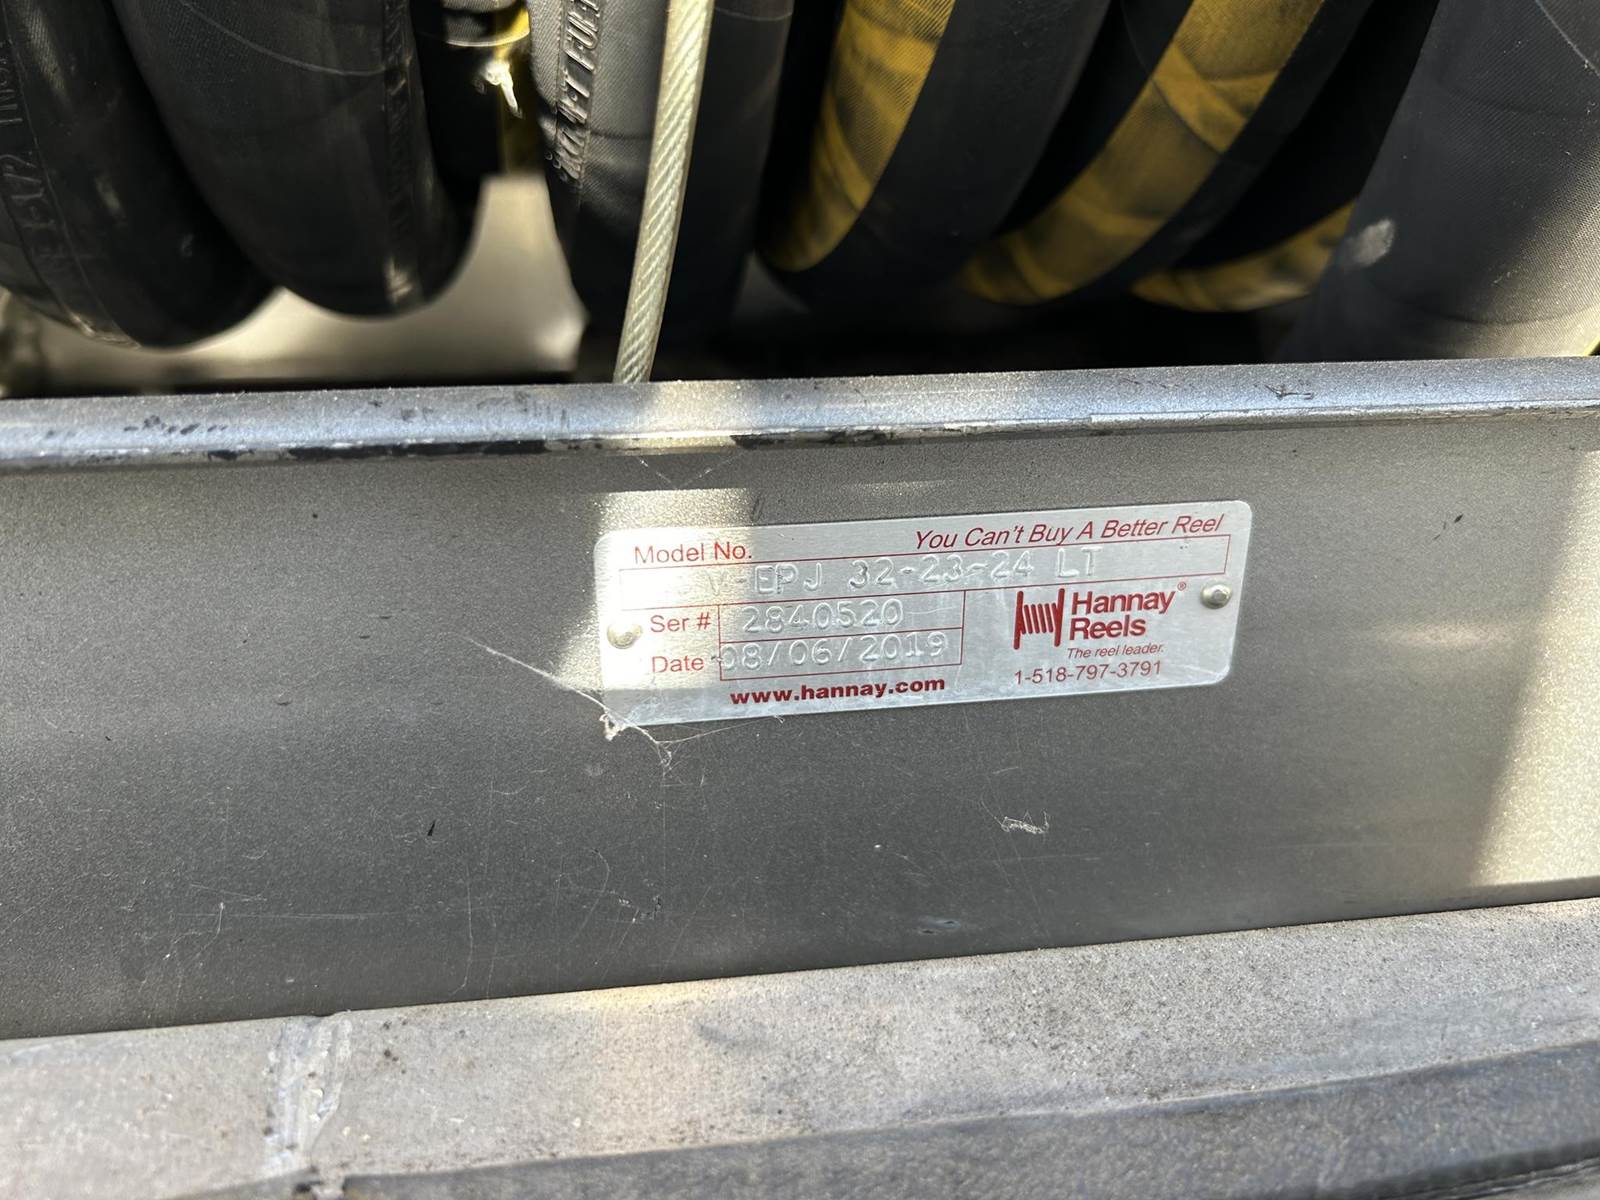 You Can't Buy A Better Reel
Model No.
EPJ 32-23-24 LT
Ser # 2840520
Date 08/06/2019
Hannay®
Reels
The reel leader.
www.hannay.com
1-518-797-3791